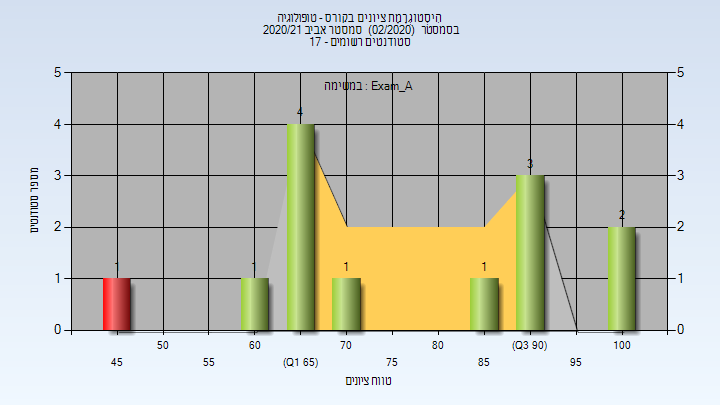 היסטוגרמת ציונים בקורס - טופולוגיה
בסמסטר (02/2020) סמסטר אביב 2020/21
סטודנטים רשומים - 17
במשימה : Exam_A
מספר סטודנטים
5 5
4 4
3 3
2 2
1 1
0 0
1 1 4 1 1 3 2
50 60 70 80 (Q3 90) 100
45 55 (Q1 65) 75 85 95
טווח ציונים